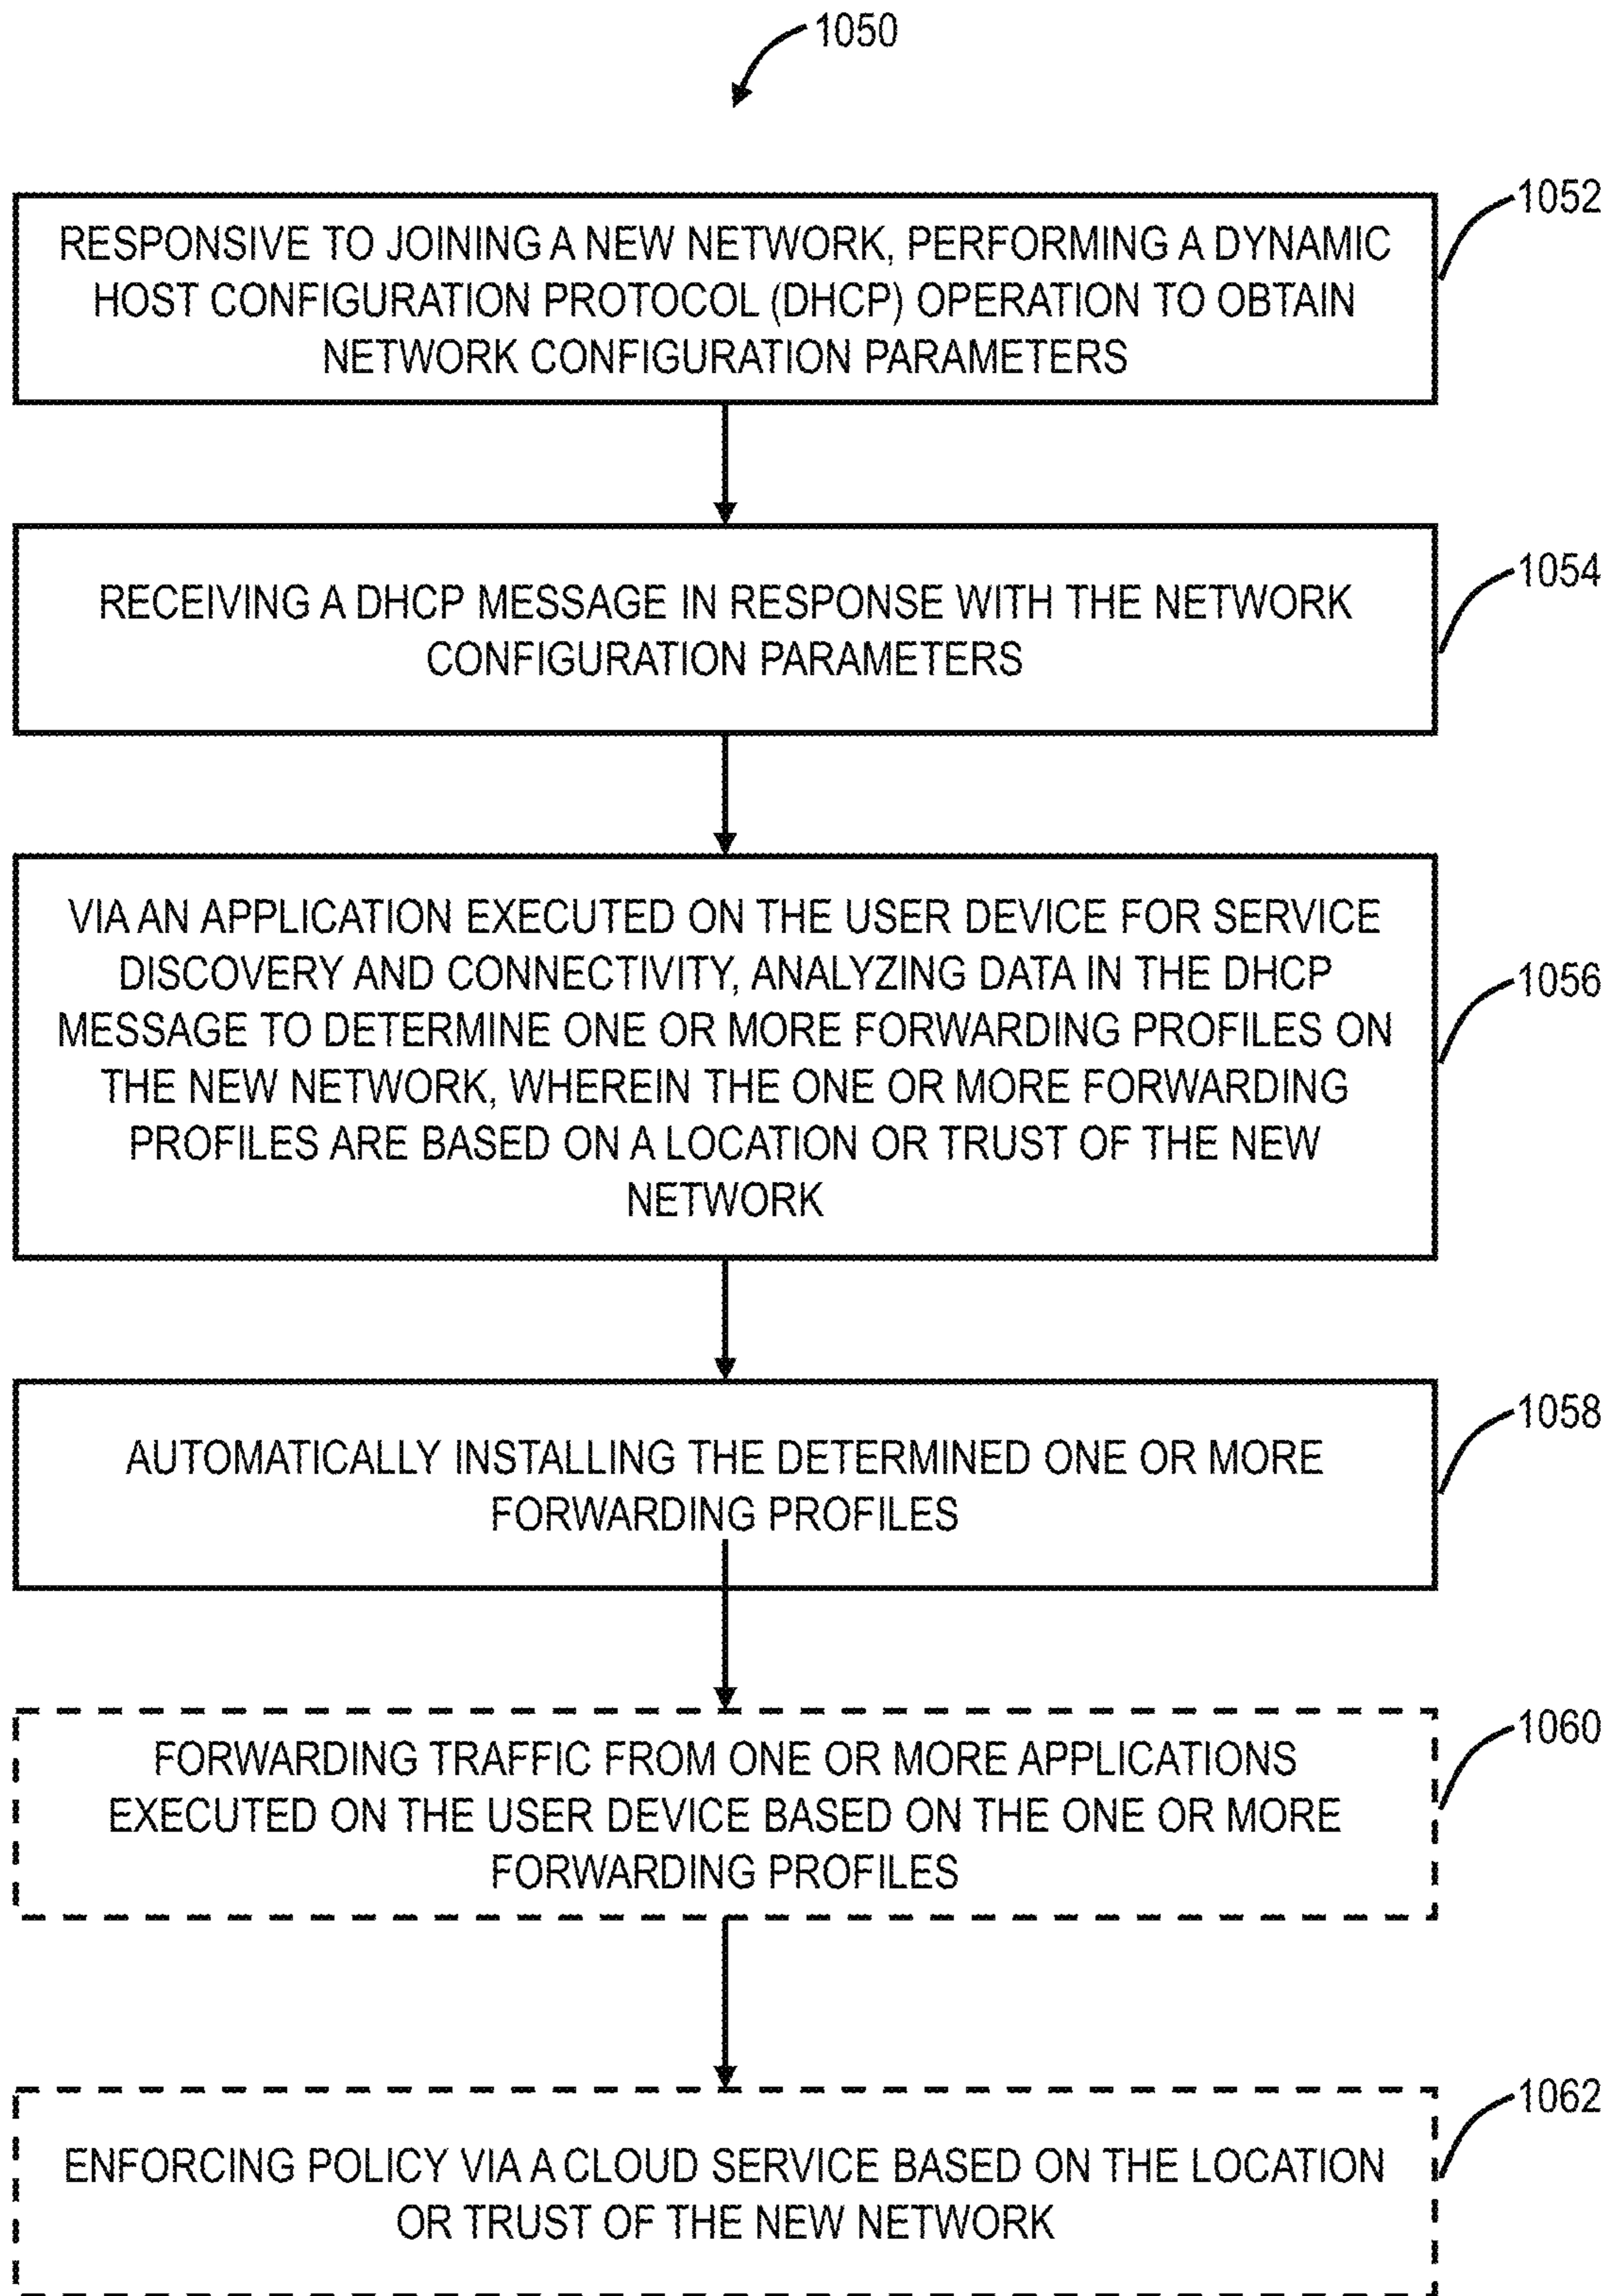 1050
RESPONSIVE TO JOINING A NEW NETWORK, PERFORMING A DYNAMIC
HOST CONFIGURATION PROTOCOL (DHCP) OPERATION TO OBTAIN
NETWORK CONFIGURATION PARAMETERS
1052
RECEIVING A DHCP MESSAGE IN RESPONSE WITH THE NETWORK
CONFIGURATION PARAMETERS
1054
VIA AN APPLICATION EXECUTED ON THE USER DEVICE FOR SERVICE
DISCOVERY AND CONNECTIVITY, ANALYZING DATA IN THE DHCP
MESSAGE TO DETERMINE ONE OR MORE FORWARDING PROFILES ON
THE NEW NETWORK, WHEREIN THE ONE OR MORE FORWARDING
PROFILES ARE BASED ON A LOCATION OR TRUST OF THE NEW
NETWORK
1056
AUTOMATICALLY INSTALLING THE DETERMINED ONE OR MORE
FORWARDING PROFILES
1058
FORWARDING TRAFFIC FROM ONE OR MORE APPLICATIONS
EXECUTED ON THE USER DEVICE BASED ON THE ONE OR MORE
FORWARDING PROFILES
1060
ENFORCING POLICY VIA A CLOUD SERVICE BASED ON THE LOCATION
OR TRUST OF THE NEW NETWORK
1062